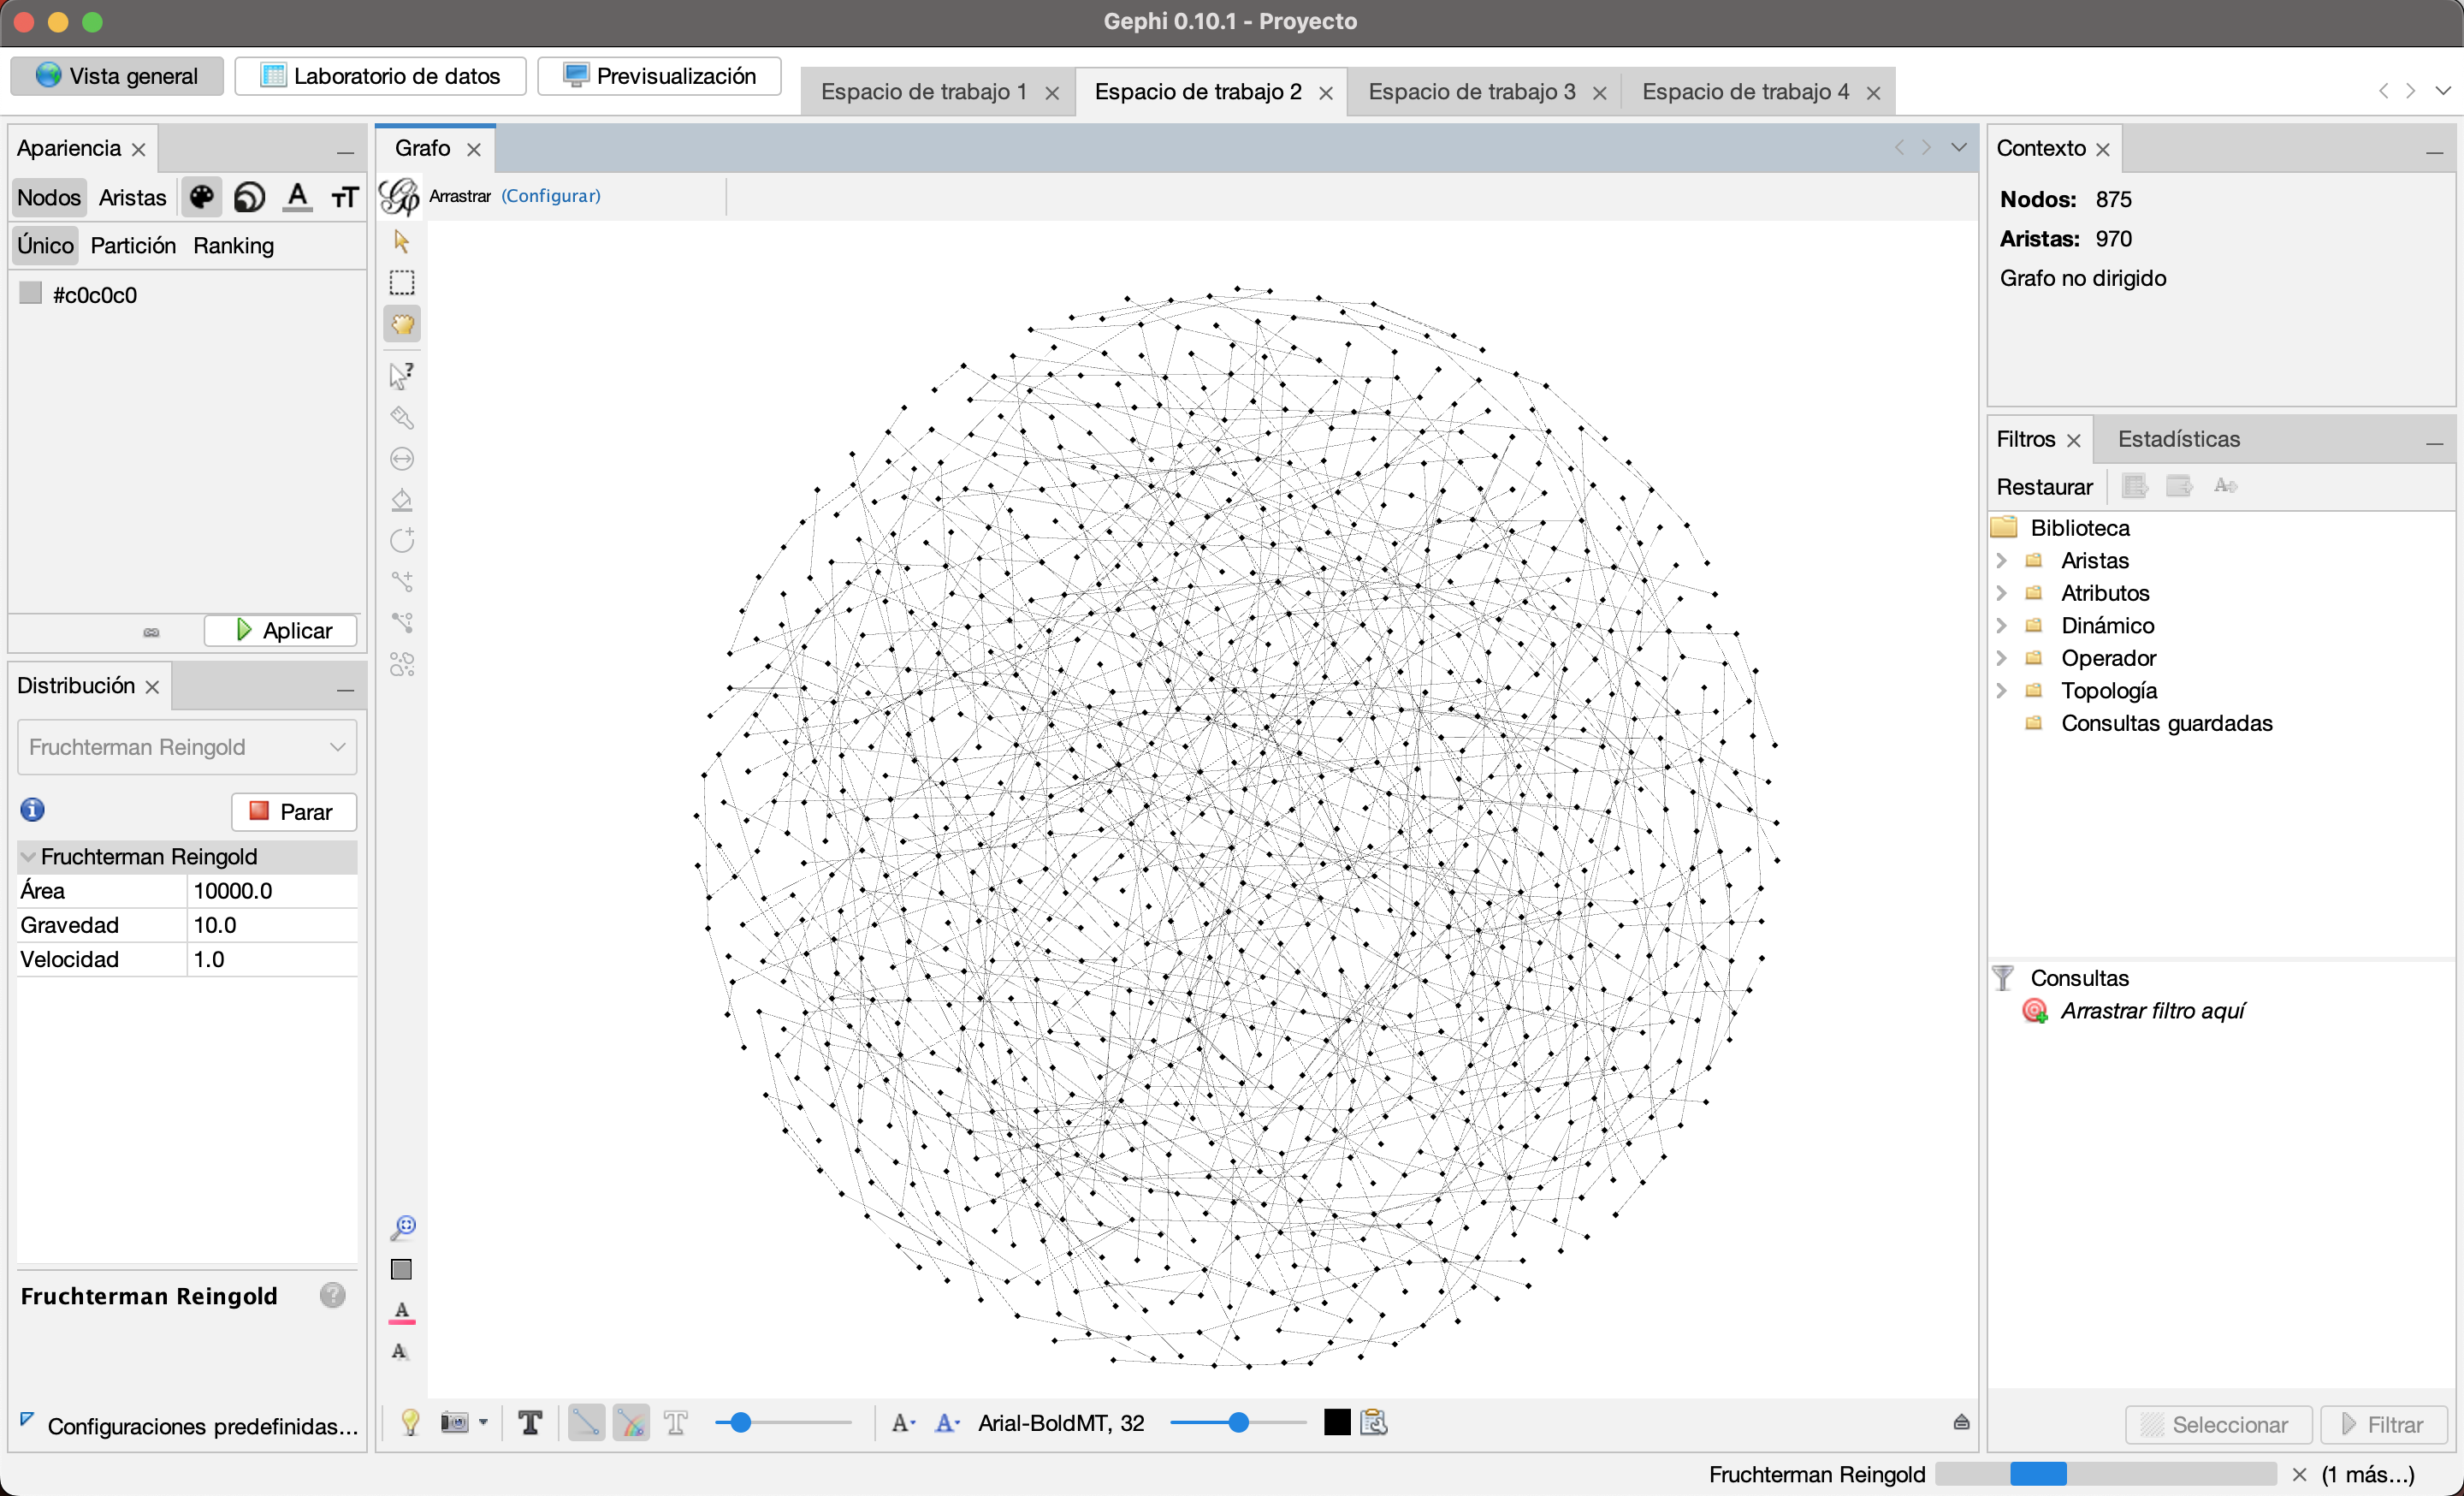 Gephi 0.10.1 - Proyecto
Vista general
Laboratorio de datos
Previsualización
Espacio de trabajo 1
Espacio de trabajo 2
Espacio de trabajo 3
Espacio de trabajo 4
Apariencia
Nodos Aristas A TT
Único Partición Ranking
#c0c0c0
Aplicar
Distribución
Fruchterman Reingold
Parar
Fruchterman Reingold
Área 10000.0
Gravedad 10.0
Velocidad 1.0
Fruchterman Reingold
?
Configuraciones predefinidas...
Grafo
Arrastrar (Configurar)
?
A
A
T
T
A
A
Arial-BoldMT, 32
Contexto
Nodos: 875
Aristas: 970
Grafo no dirigido
Filtros
Estadísticas
Restaurar
A
Biblioteca
Aristas
Atributos
Dinámico
Operador
Topología
Consultas guardadas
Consultas
Arrastrar filtro aquí
Seleccionar
Filtrar
Fruchterman Reingold
(1 más...)